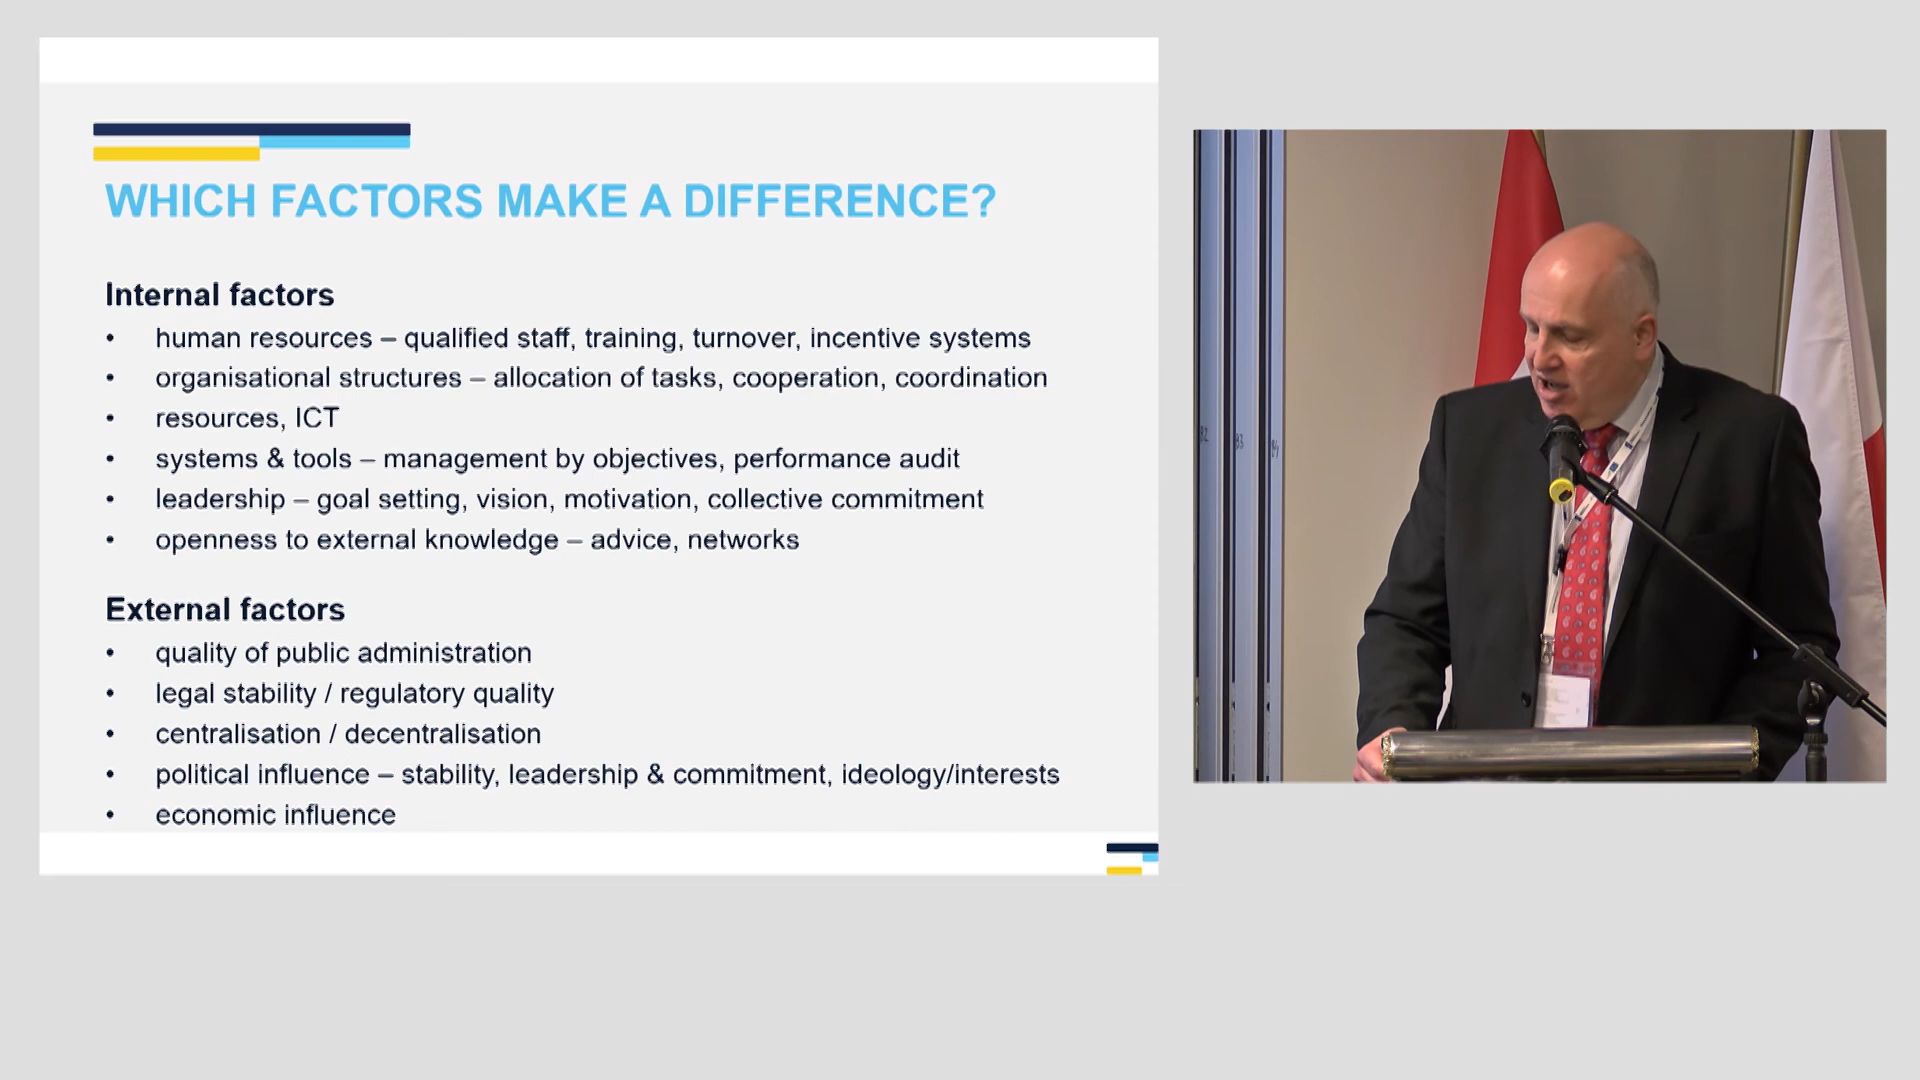 WHICH FACTORS MAKE A DIFFERENCE?
Internal factors
• human resources – qualified staff, training, turnover, incentive systems
• organisational structures – allocation of tasks, cooperation, coordination
• resources, ICT
• systems & tools – management by objectives, performance audit
• leadership – goal setting, vision, motivation, collective commitment
• openness to external knowledge – advice, networks
External factors
• quality of public administration
• legal stability / regulatory quality
• centralisation / decentralisation
• political influence – stability, leadership & commitment, ideology/interests
• economic influence